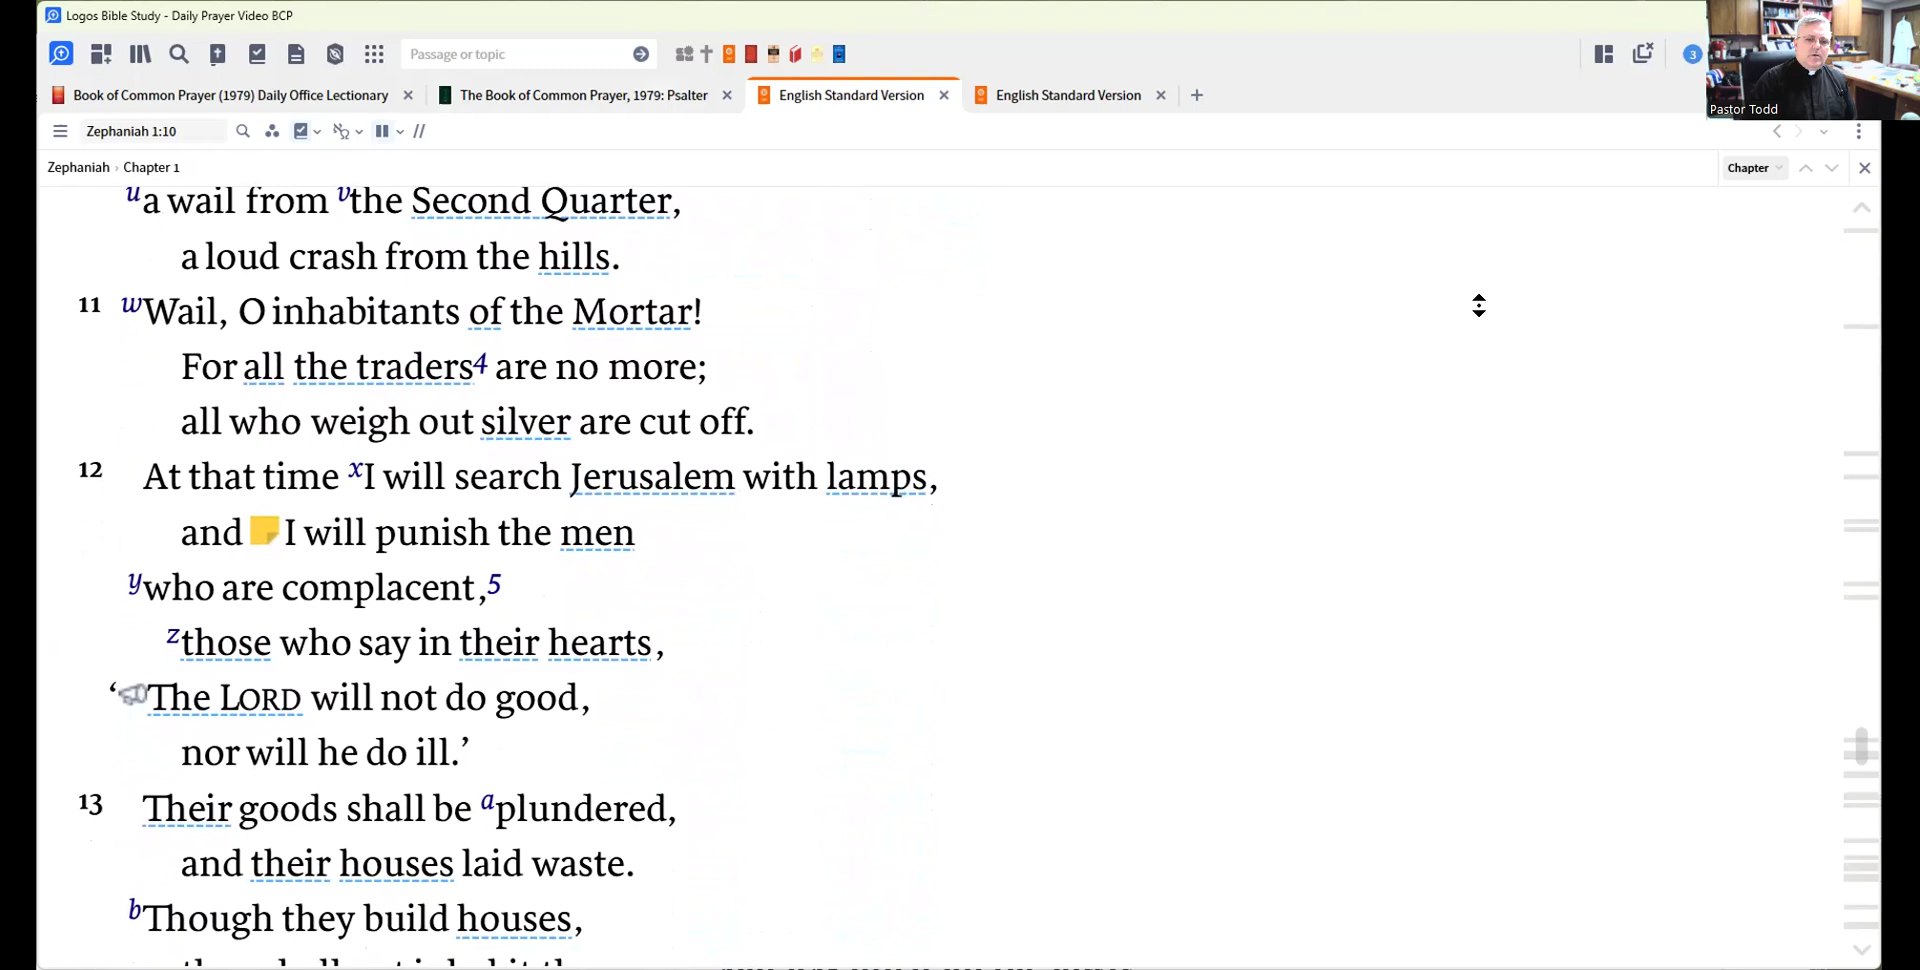 Logos Bible Study - Daily Prayer Video BCP
Passage or topic
3
Pastor Todd
Book of Common Prayer (1979) Daily Office Lectionary
The Book of Common Prayer, 1979: Psalter
English Standard Version
English Standard Version
Zephaniah 1:10
Zephaniah › Chapter 1
Chapter
ua wail from vthe Second Quarter,
a loud crash from the hills.
11 wWail, O inhabitants of the Mortar!
For all the traders4 are no more;
all who weigh out silver are cut off.
12 At that time xI will search Jerusalem with lamps,
and I will punish the men
ywho are complacent,5
zthose who say in their hearts,
‘The LORD will not do good,
nor will he do ill.’
13 Their goods shall be aplundered,
and their houses laid waste.
bThough they build houses,